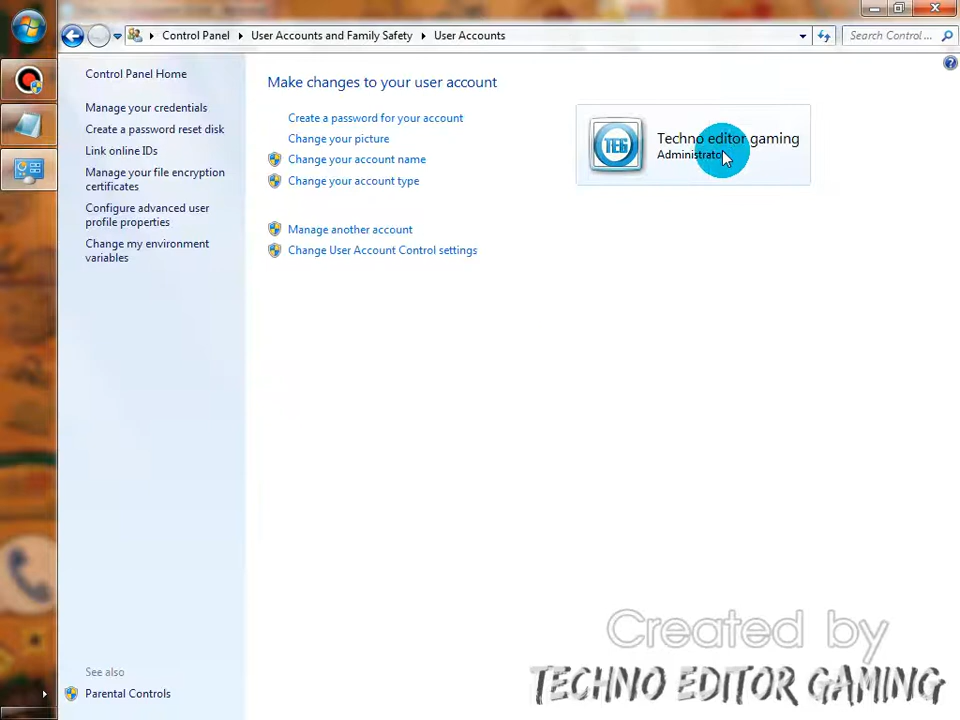 Control Panel
User Accounts and Family Safety
User Accounts
Search Control ...
Control Panel Home
Manage your credentials
Create a password reset disk
Link online IDs
Manage your file encryption
certificates
Configure advanced user
profile properties
Change my environment
variables
Make changes to your user account
Create a password for your account
Change your picture
Change your account name
Change your account type
Manage another account
Change User Account Control settings
TEG
Techno editor gaming
Administrator
See also
Parental Controls
Created by
TECHNO EDITOR GAMING